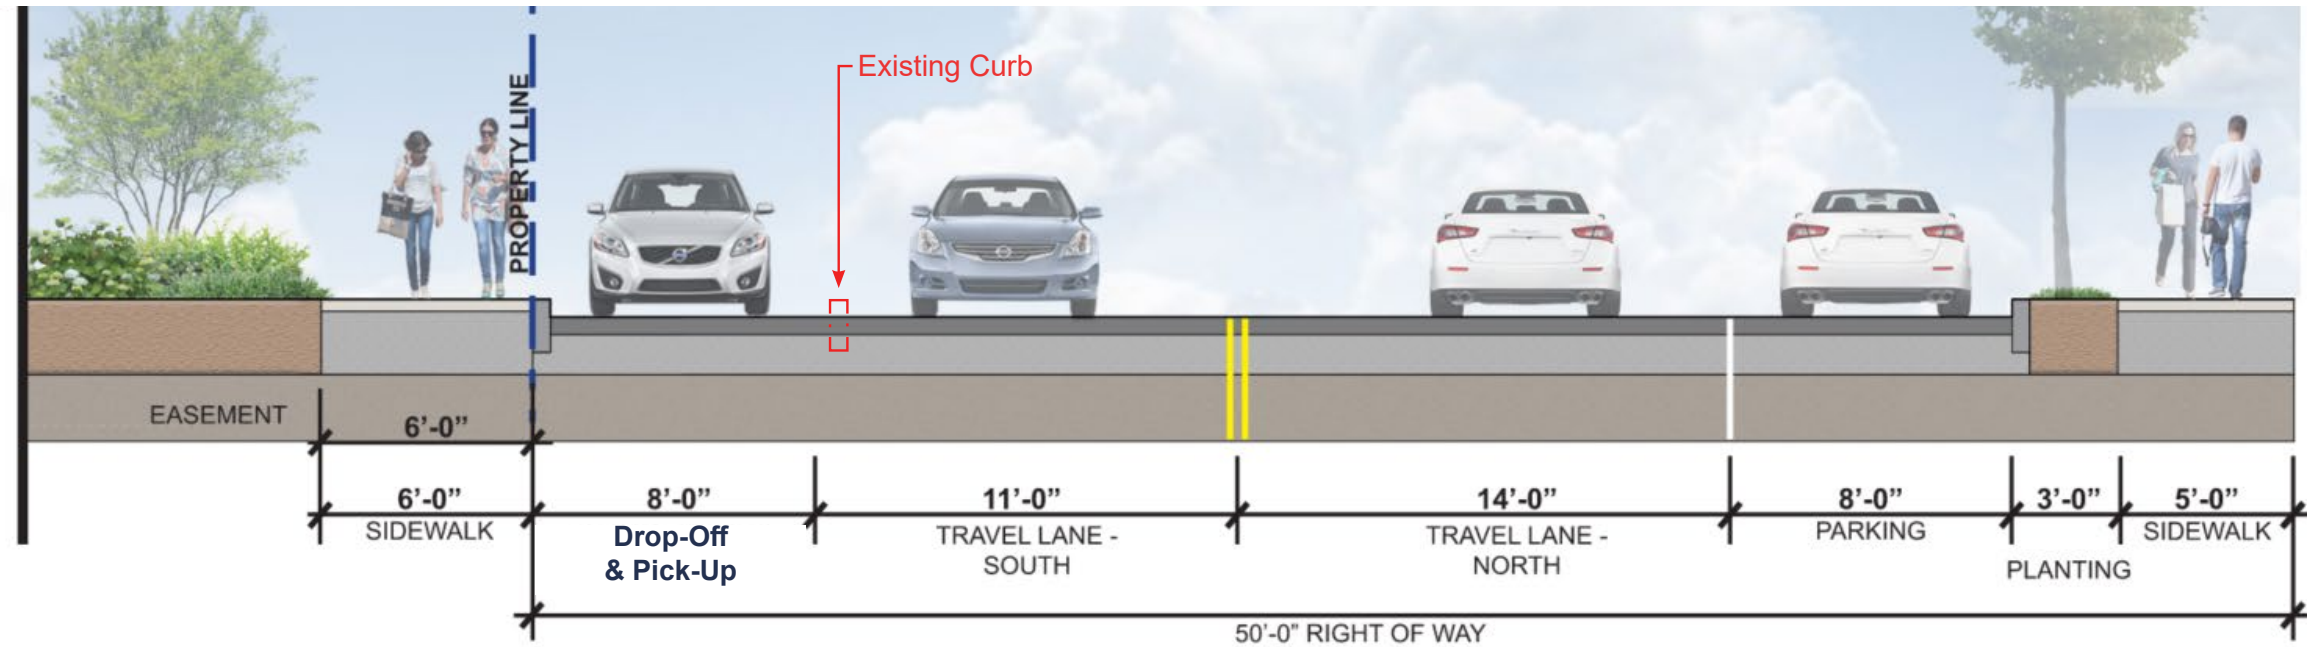 Existing Curb
PROPERTY LINE
EASEMENT
6’-0”
6’-0”
SIDEWALK
8’-0”
Drop-Off
& Pick-Up
11’-0”
TRAVEL LANE -
SOUTH
14’-0”
TRAVEL LANE -
NORTH
8’-0”
PARKING
3’-0”
PLANTING
5’-0”
SIDEWALK
50’-0” RIGHT OF WAY